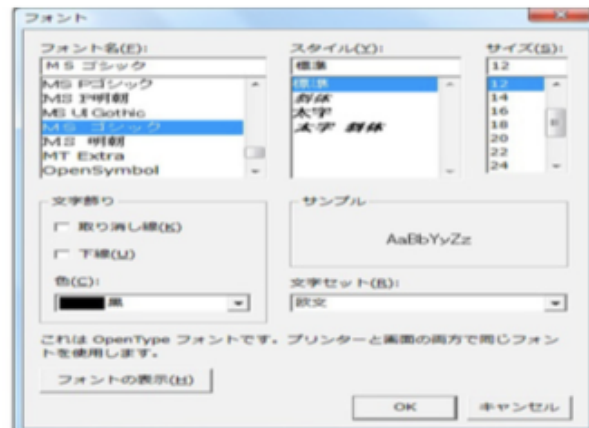 フォント
フォント名(F):
ＭＳ ゴシック
MS Pゴシック
MS P明朝
MS UI Gothic
ＭＳ ゴシック
ＭＳ 明朝
MT Extra
OpenSymbol
スタイル(Y):
標準
標準
斜体
太字
太字 斜体
サイズ(S):
12
12
14
16
18
20
22
24
文字飾り
取り消し線(K)
下線(U)
色(C):
黒
サンプル
AaBbYyZz
文字セット(R):
欧文
これは OpenType フォントです。プリンターと画面の両方で同じフォン
トを使用します。
フォントの表示(H)
OK
キャンセル